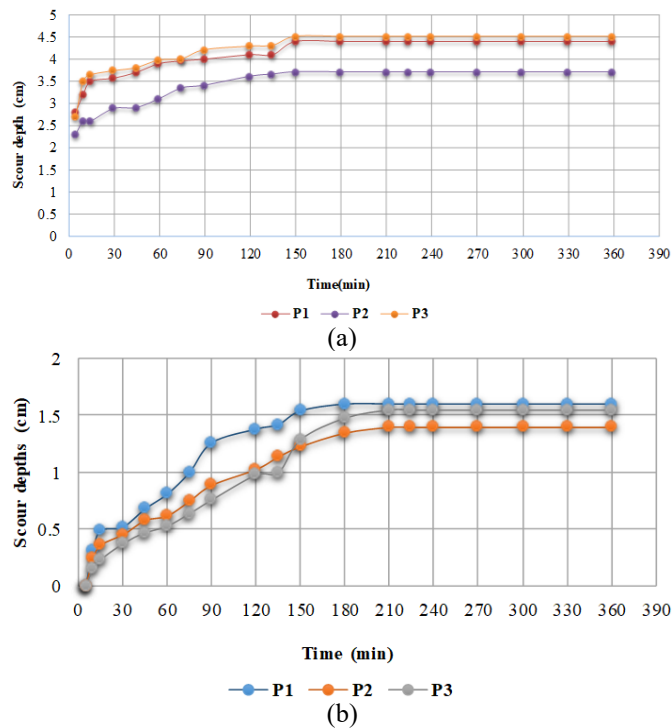 5
4.5
4
3.5
3
2.5
2
1.5
1
0.5
0
Scour depth (cm)
0 30 60 90 120 150 180 210 240 270 300 330 360 390
Time(min)
P1 P2 P3
(a)
2
1.5
1
0.5
0
Scour depths (cm)
0 30 60 90 120 150 180 210 240 270 300 330 360 390
Time (min)
P1 P2 P3
(b)